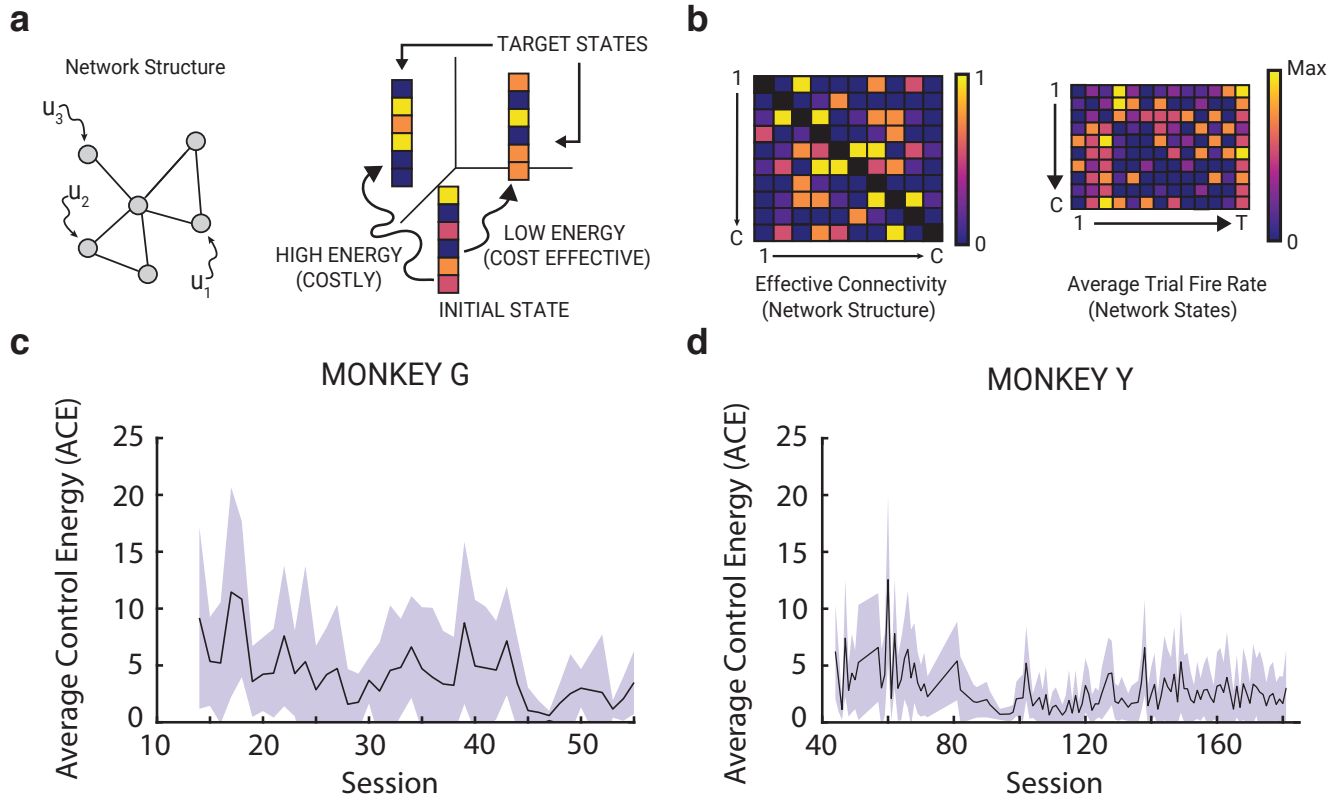 a
Network Structure
u3
u2
u1
TARGET STATES
HIGH ENERGY
(COSTLY)
LOW ENERGY
(COST EFFECTIVE)
INITIAL STATE
b
1
C
1
C
1
0
Effective Connectivity
(Network Structure)
1
C
1
T
Max
0
Average Trial Fire Rate
(Network States)
c
MONKEY G
Average Control Energy (ACE)
25
20
15
10
5
0
10
20
30
40
50
Session
d
MONKEY Y
Average Control Energy (ACE)
25
20
15
10
5
0
40
80
120
160
Session